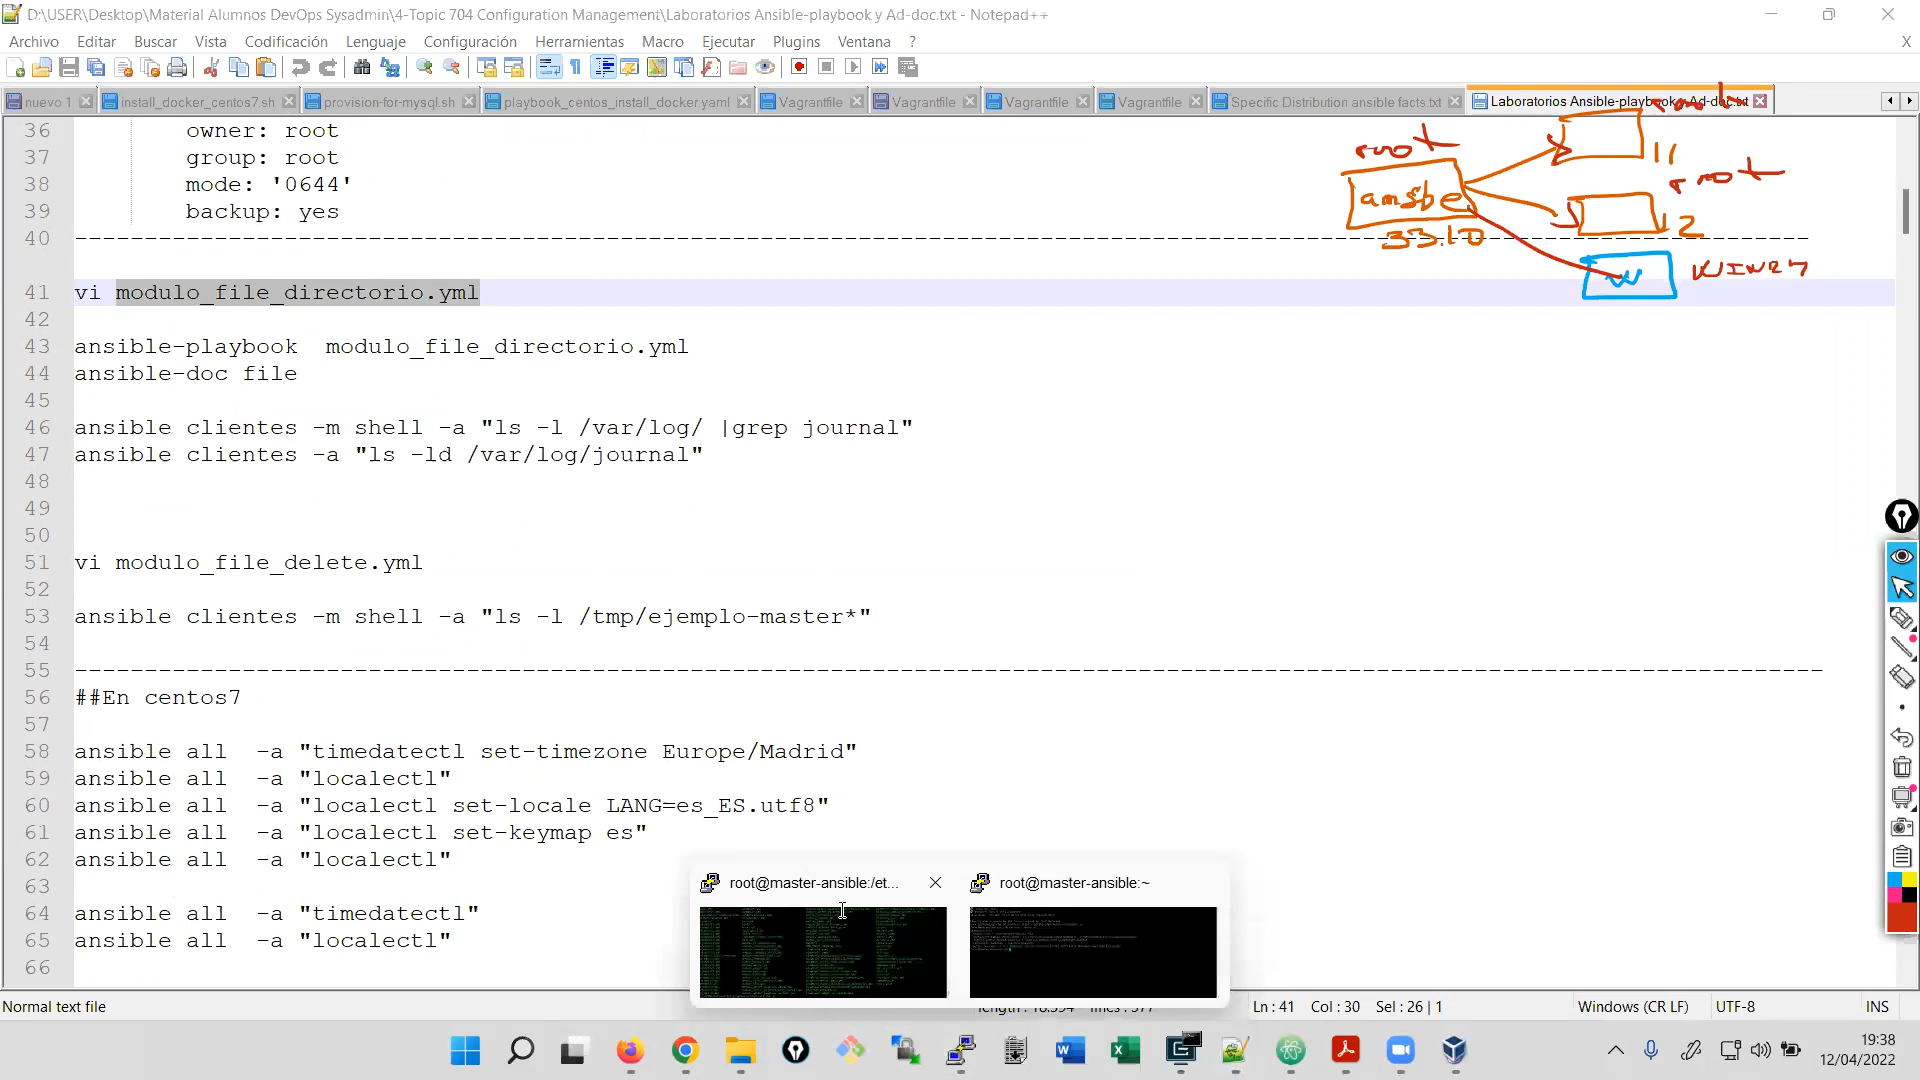 D:\USER\Desktop\Material Alumnos DevOps Sysadmin\4-Topic 704 Configuration Management\Laboratorios Ansible-playbook y Ad-doc.txt - Notepad++
Archivo Editar Buscar Vista Codificación Lenguaje Configuración Herramientas Macro Ejecutar Plugins Ventana ? X
nuevo 1 install_docker_centos7.sh provision-for-mysql.sh playbook_centos_install_docker.yaml Vagrantfile Vagrantfile Vagrantfile Vagrantfile Specific Distribution ansible facts.txt Laboratorios Ansible-playbook y Ad-doc.txt
36 owner: root
37 group: root
38 mode: '0644'
39 backup: yes
40 ----------------------------------------------------------------------------------------------------------------------------
41 vi modulo_file_directorio.yml
42
43 ansible-playbook  modulo_file_directorio.yml
44 ansible-doc file
45
46 ansible clientes -m shell -a "ls -l /var/log/ |grep journal"
47 ansible clientes -a "ls -ld /var/log/journal"
48
49
50
51 vi modulo_file_delete.yml
52
53 ansible clientes -m shell -a "ls -l /tmp/ejemplo-master*"
54
55 -----------------------------------------------------------------------------------------------------------------------------
56 ##En centos7
57
58 ansible all  -a "timedatectl set-timezone Europe/Madrid"
59 ansible all  -a "localectl"
60 ansible all  -a "localectl set-locale LANG=es_ES.utf8"
61 ansible all  -a "localectl set-keymap es"
62 ansible all  -a "localectl"
63
64 ansible all  -a "timedatectl"
65 ansible all  -a "localectl"
66
root
root
11
ansbe
33.10
root
12
W
root@master-ansible:/et...
root@master-ansible:~
Normal text file
Ln : 41 Col : 30 Sel : 26 | 1
Windows (CR LF) UTF-8 INS
19:38
12/04/2022